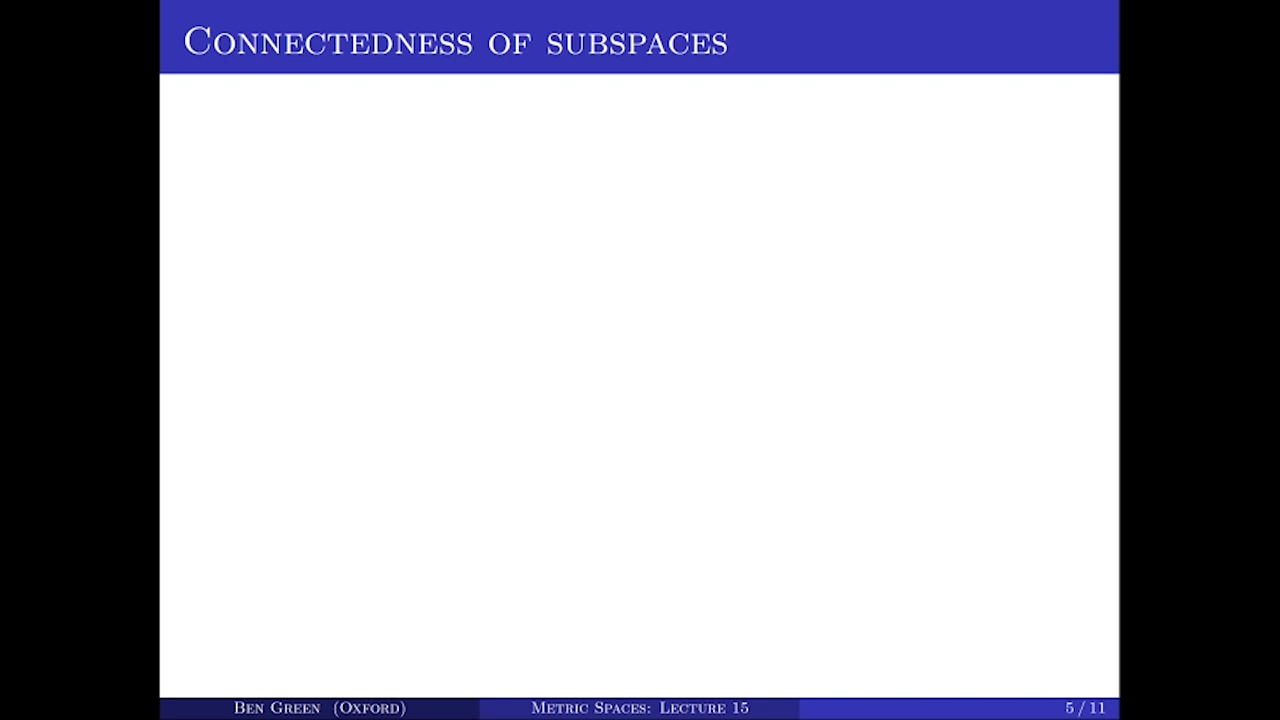 Connectedness of subspaces
Ben Green (Oxford)
Metric Spaces: Lecture 15
5 / 11